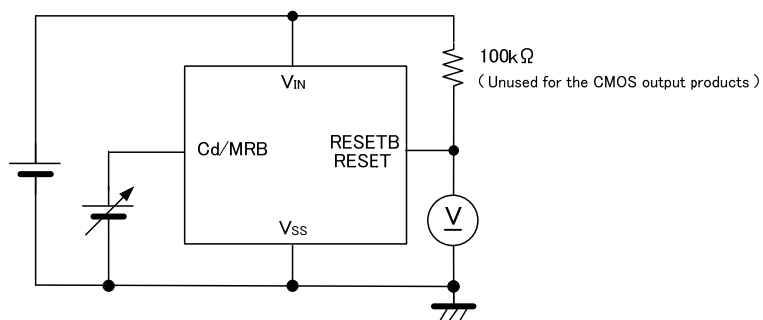 100kΩ
VIN
(Unused for the CMOS output products)
Cd/MRB
RESETB
RESET
V
VSS